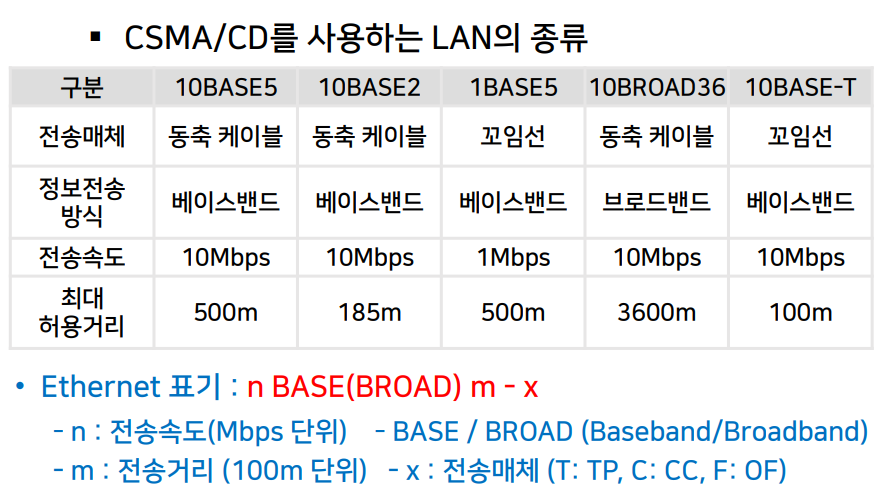 ▪ CSMA/CD를 사용하는 LAN의 종류
구분 10BASE5 10BASE2 1BASE5 10BROAD36 10BASE-T
전송매체 동축 케이블 동축 케이블 꼬임선 동축 케이블 꼬임선
정보전송
방식 베이스밴드 베이스밴드 베이스밴드 브로드밴드 베이스밴드
전송속도 10Mbps 10Mbps 1Mbps 10Mbps 10Mbps
최대
허용거리 500m 185m 500m 3600m 100m
• Ethernet 표기 : n BASE(BROAD) m – x
- n : 전송속도(Mbps 단위) - BASE / BROAD (Baseband/Broadband)
- m : 전송거리 (100m 단위) - x : 전송매체 (T: TP, C: CC, F: OF)